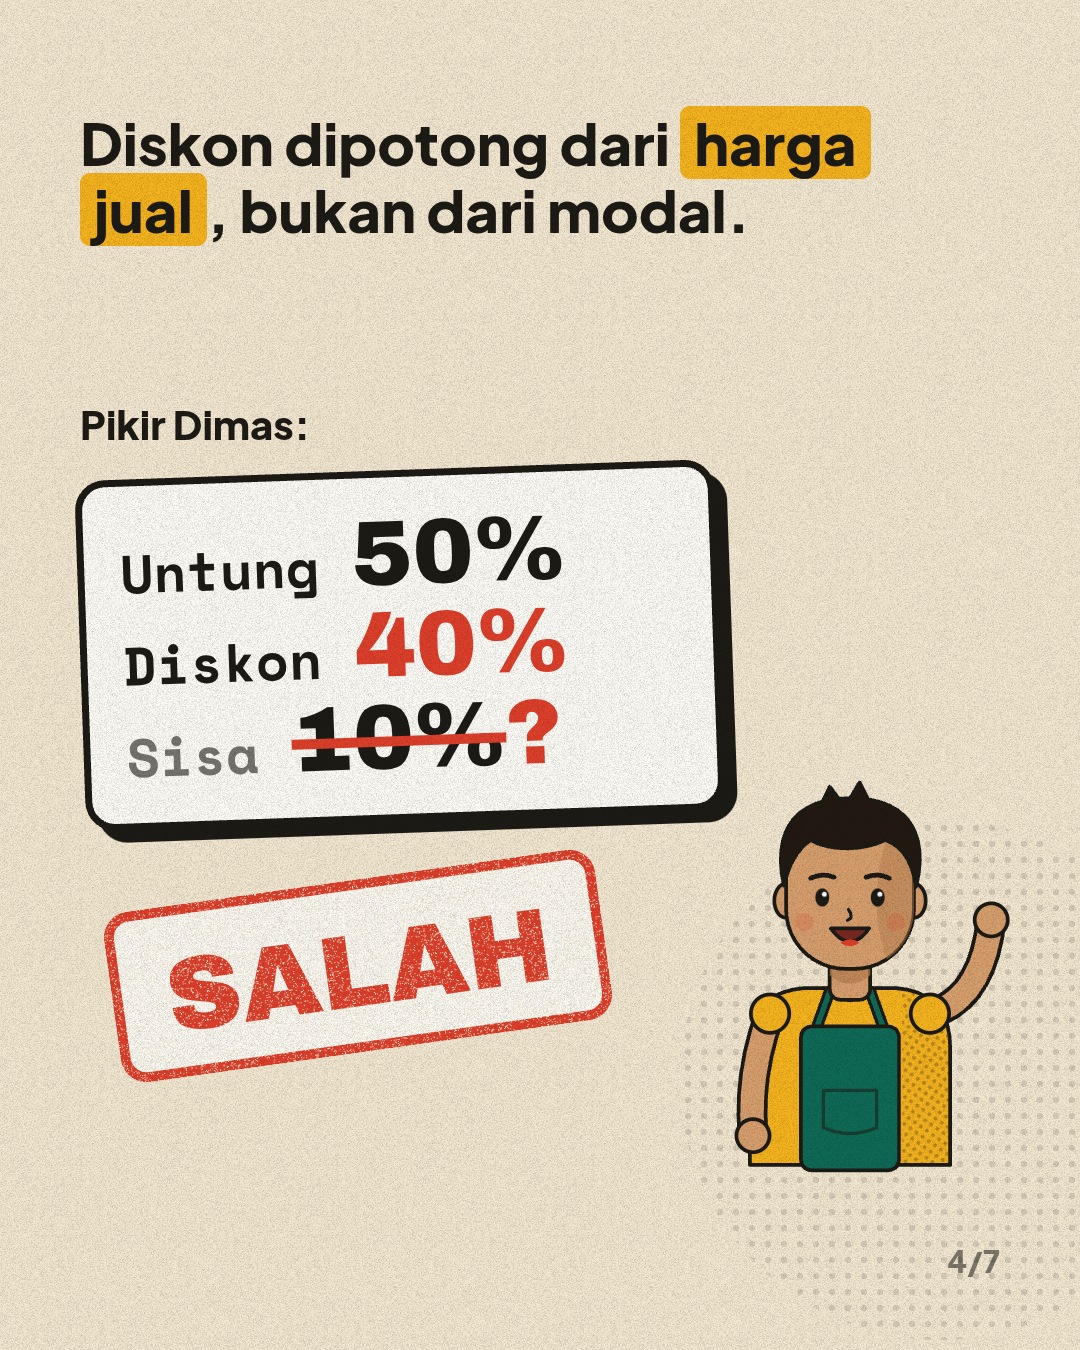 Diskon dipotong dari harga
jual , bukan dari modal.
Pikir Dimas:
Untung 50%
Diskon 40%
Sisa 10%?
SALAH
4/7